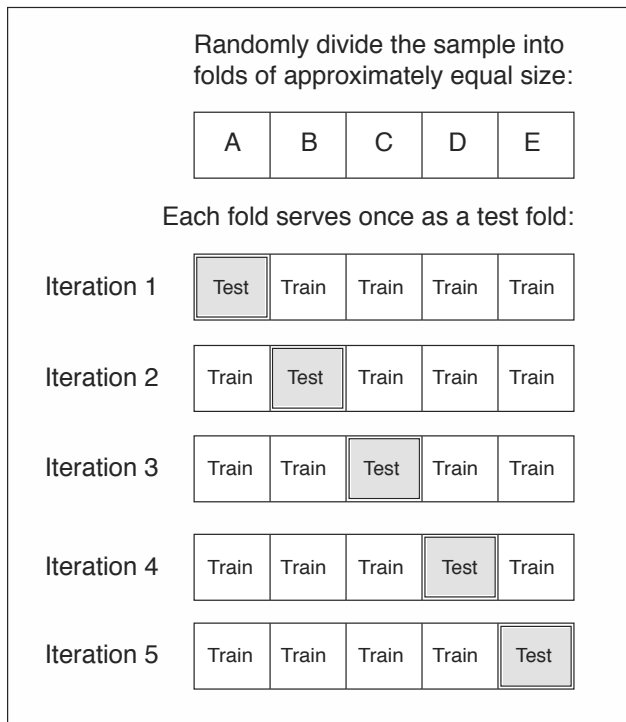 Randomly divide the sample into
folds of approximately equal size:
A B C D E
Each fold serves once as a test fold:
Iteration 1 Test Train Train Train Train
Iteration 2 Train Test Train Train Train
Iteration 3 Train Train Test Train Train
Iteration 4 Train Train Train Test Train
Iteration 5 Train Train Train Train Test